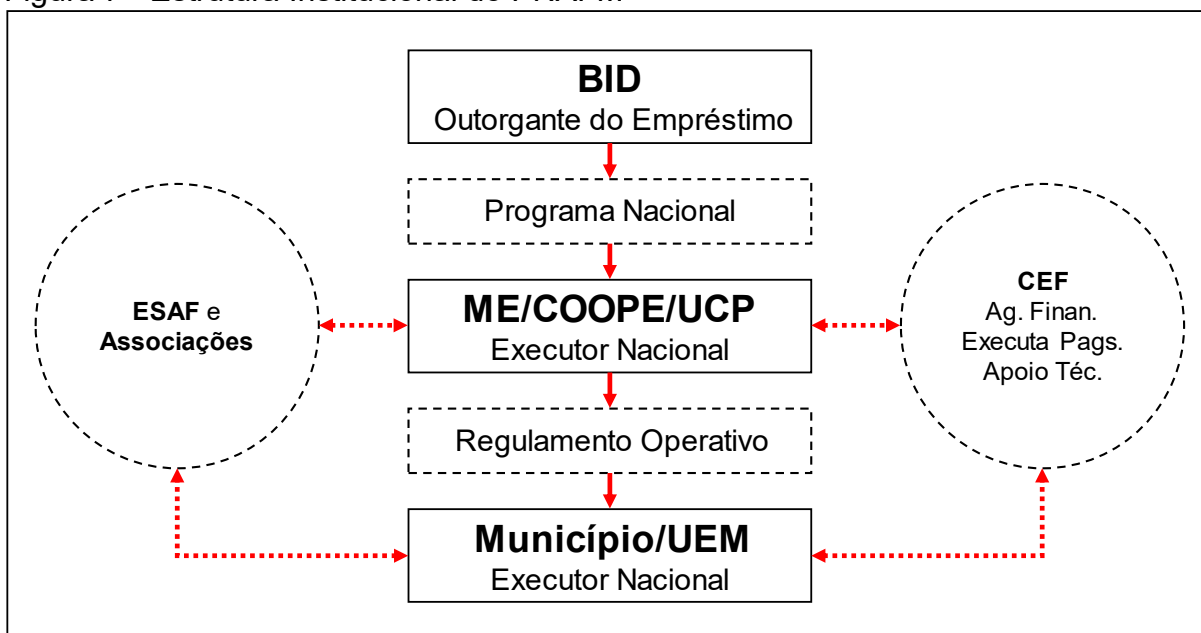 BID
Outorgante do Empréstimo
Programa Nacional
ESAF e
Associações
ME/COOPE/UCP
Executor Nacional
CEF
Ag. Finan.
Executa Pags.
Apoio Téc.
Regulamento Operativo
Município/UEM
Executor Nacional